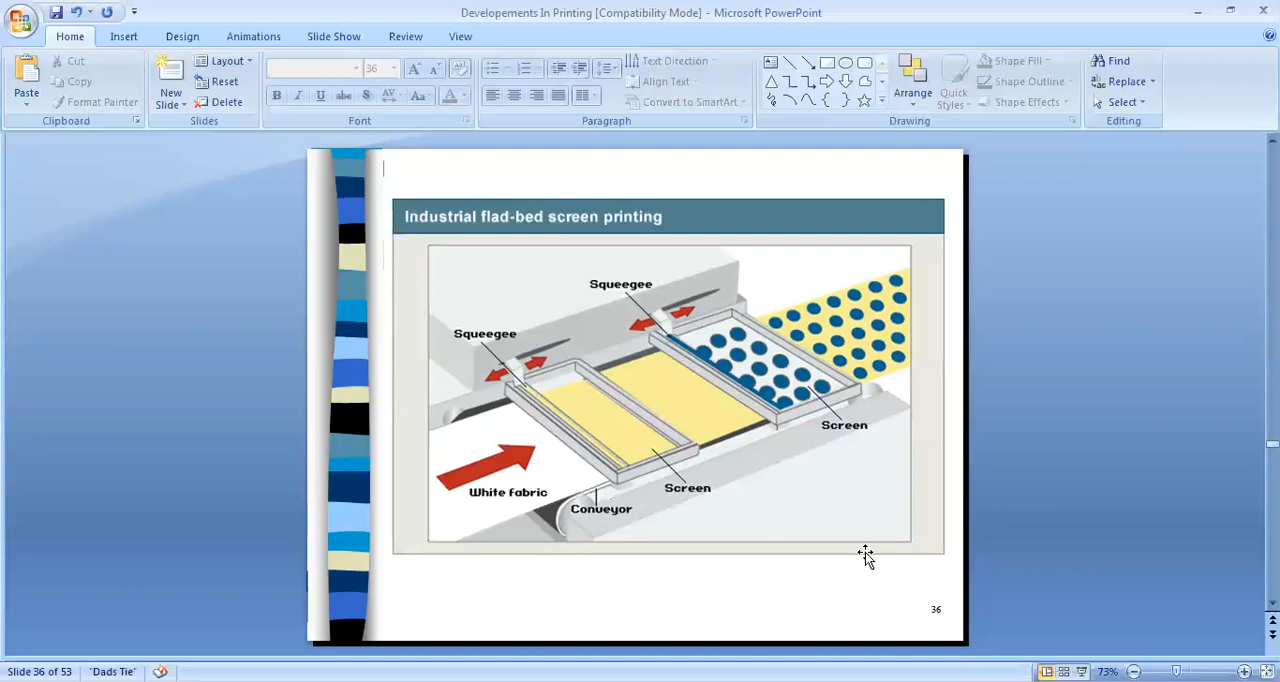 Developements In Printing [Compatibility Mode] - Microsoft PowerPoint
Home Insert Design Animations Slide Show Review View
Paste
Cut
Copy
Format Painter
Clipboard
New
Slide
Layout
Reset
Delete
Slides
36
B I U abc S AV Aa A
Font
Text Direction
Align Text
Convert to SmartArt
Paragraph
Arrange
Quick
Styles
Shape Fill
Shape Outline
Shape Effects
Drawing
Find
Replace
Select
Editing
Industrial flad-bed screen printing
Squeegee
Squeegee
Screen
Screen
White fabric
Conveyor
36
Slide 36 of 53 'Dads Tie' 73%